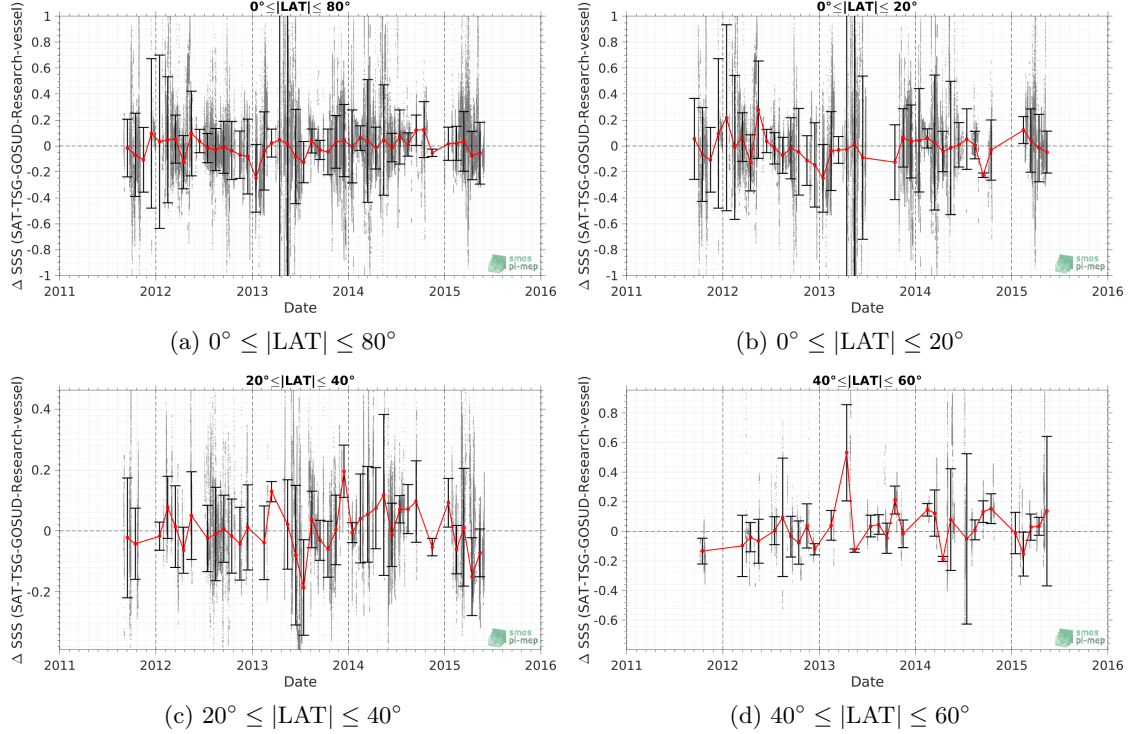 0°≤|LAT|≤ 80°
Δ SSS (SAT-TSG-GOSUD-Research-vessel)
1
0.8
0.6
0.4
0.2
0
-0.2
-0.4
-0.6
-0.8
-1
2011 2012 2013 2014 2015 2016
Date
smos
pi-mep
(a) 0° ≤ |LAT| ≤ 80°
0°≤|LAT|≤ 20°
Δ SSS (SAT-TSG-GOSUD-Research-vessel)
1
0.8
0.6
0.4
0.2
0
-0.2
-0.4
-0.6
-0.8
-1
2011 2012 2013 2014 2015 2016
Date
smos
pi-mep
(b) 0° ≤ |LAT| ≤ 20°
20°≤|LAT|≤ 40°
Δ SSS (SAT-TSG-GOSUD-Research-vessel)
0.4
0.2
0
-0.2
2011 2012 2013 2014 2015 2016
Date
smos
pi-mep
(c) 20° ≤ |LAT| ≤ 40°
40°≤|LAT|≤ 60°
Δ SSS (SAT-TSG-GOSUD-Research-vessel)
0.8
0.6
0.4
0.2
0
-0.2
-0.4
-0.6
2011 2012 2013 2014 2015 2016
Date
smos
pi-mep
(d) 40° ≤ |LAT| ≤ 60°